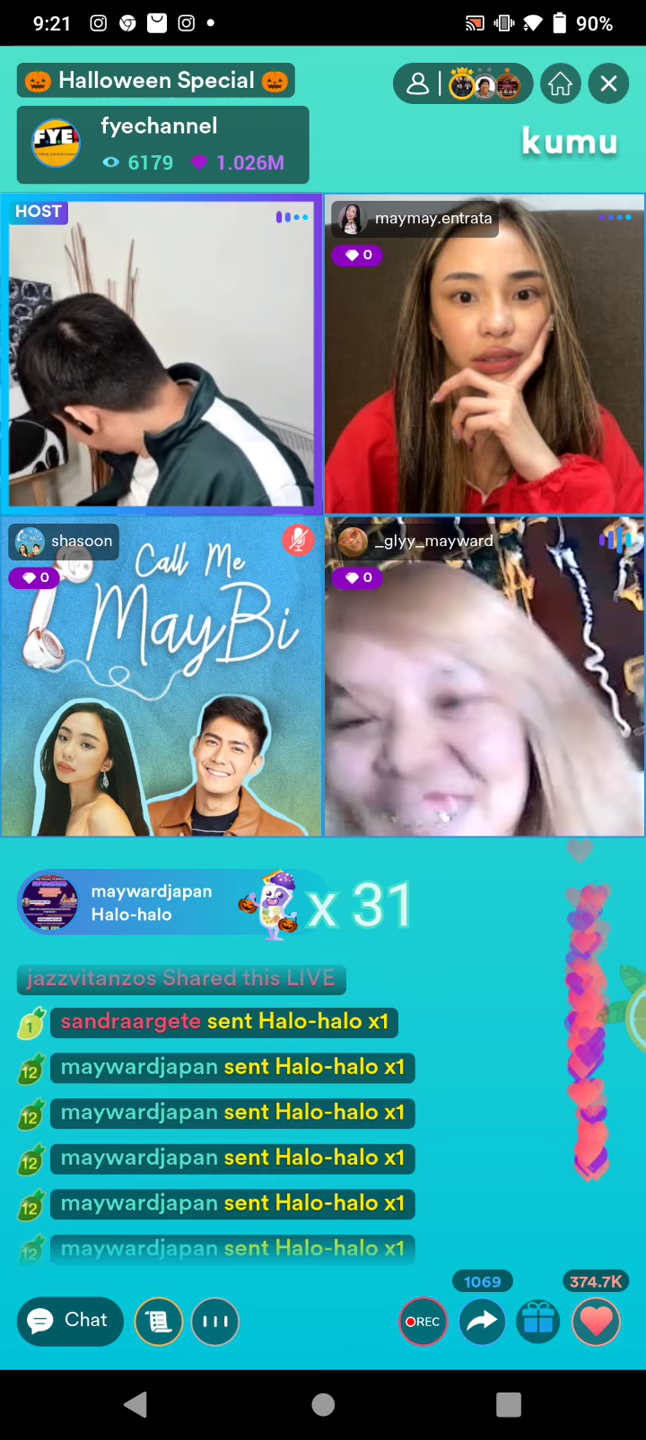 9:21
90%
🎃 Halloween Special 🎃
FYE
fyechannel
6179
1.026M
kumu
HOST
maymay.entrata
0
shasoon
0
Call Me
MayBi
_glyy_mayward
0
maywardjapan
Halo-halo
x 31
jazzvitanzos Shared this LIVE
1 sandraargete sent Halo-halo x1
12 maywardjapan sent Halo-halo x1
12 maywardjapan sent Halo-halo x1
12 maywardjapan sent Halo-halo x1
12 maywardjapan sent Halo-halo x1
12 maywardjapan sent Halo-halo x1
1069
374.7K
Chat
REC